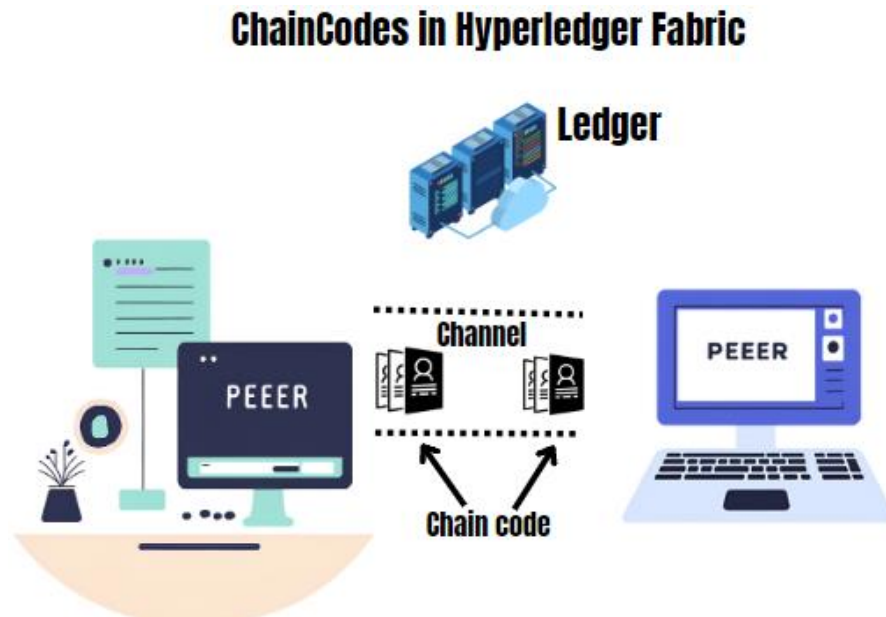 ChainCodes in Hyperledger Fabric
Ledger
Channel
PEEER
PEEER
Chain code